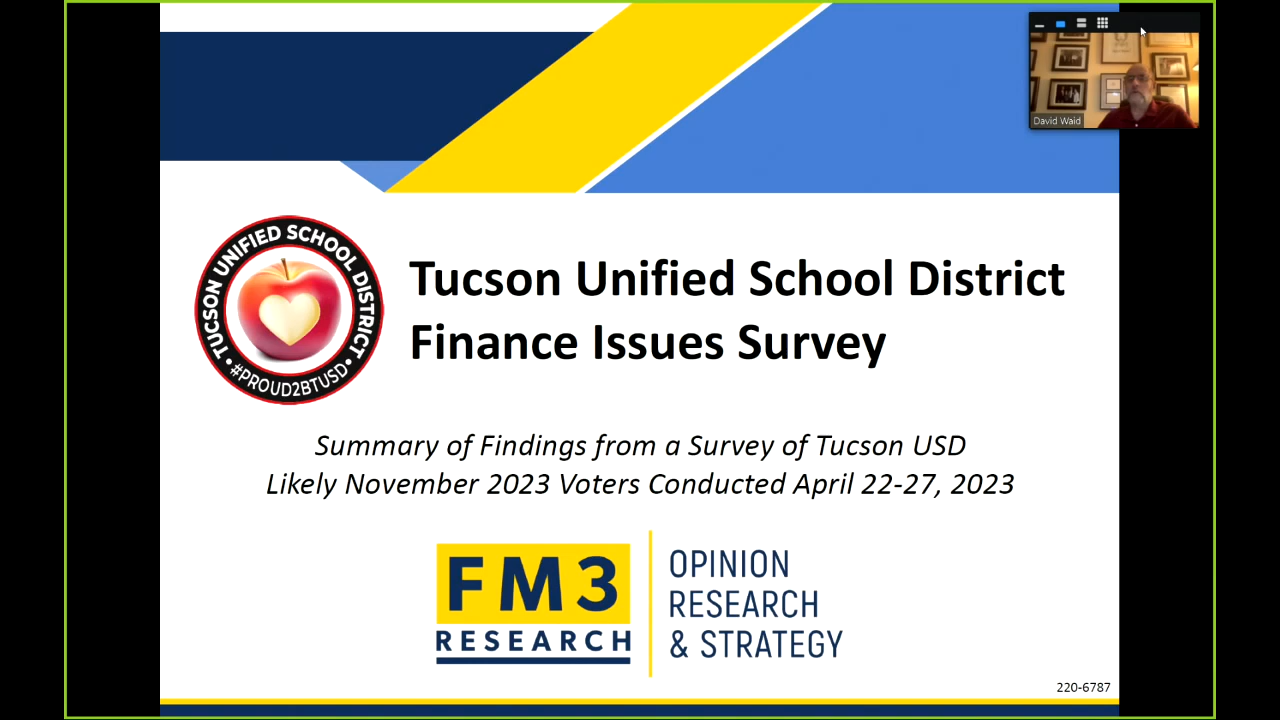 David Waid
TUCSON UNIFIED SCHOOL DISTRICT
• #PROUD2BTUSD •
Tucson Unified School District
Finance Issues Survey
Summary of Findings from a Survey of Tucson USD
Likely November 2023 Voters Conducted April 22-27, 2023
FM3
RESEARCH
OPINION
RESEARCH
& STRATEGY
220-6787